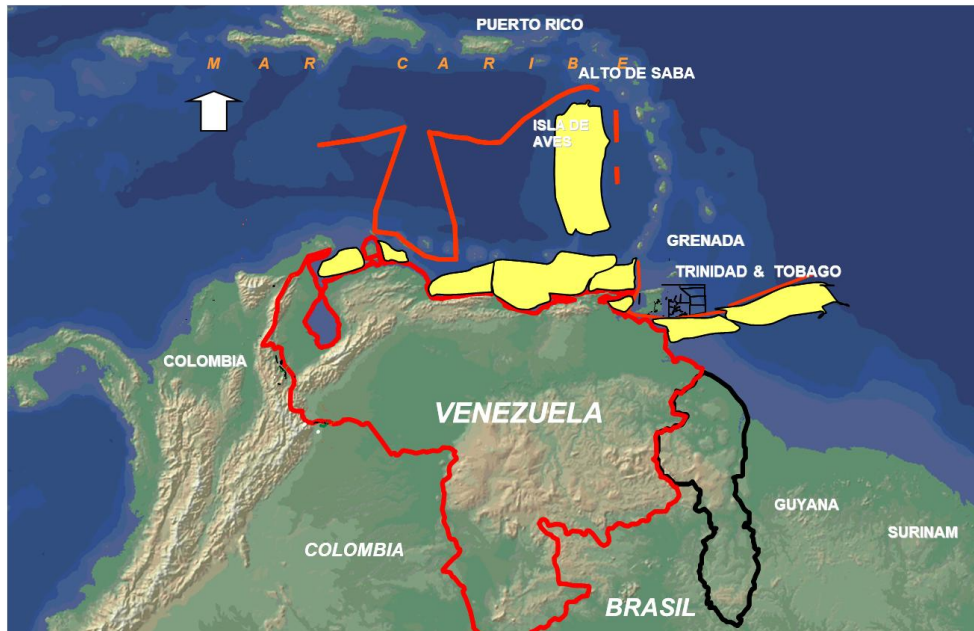 PUERTO RICO
M A R C A R I B E
ALTO DE SABA
ISLA DE
AVES
GRENADA
TRINIDAD & TOBAGO
COLOMBIA
VENEZUELA
GUYANA
SURINAM
COLOMBIA
BRASIL